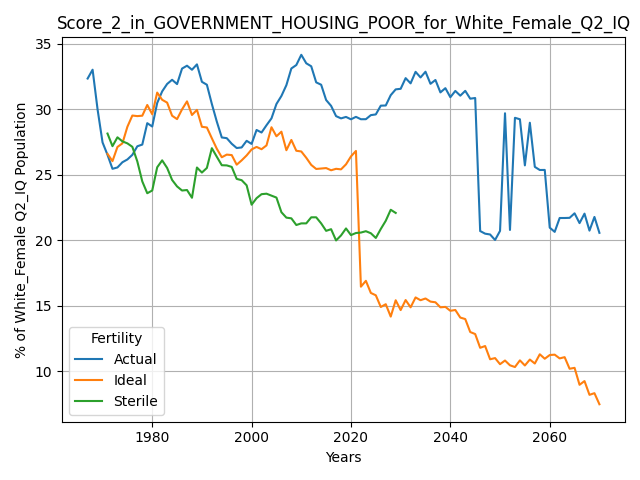 Score_2_in_GOVERNMENT_HOUSING_POOR_for_White_Female_Q2_IQ
% of White_Female Q2_IQ Population
35
30
25
20
15
10
Fertility
Actual
Ideal
Sterile
1980 2000 2020 2040 2060
Years